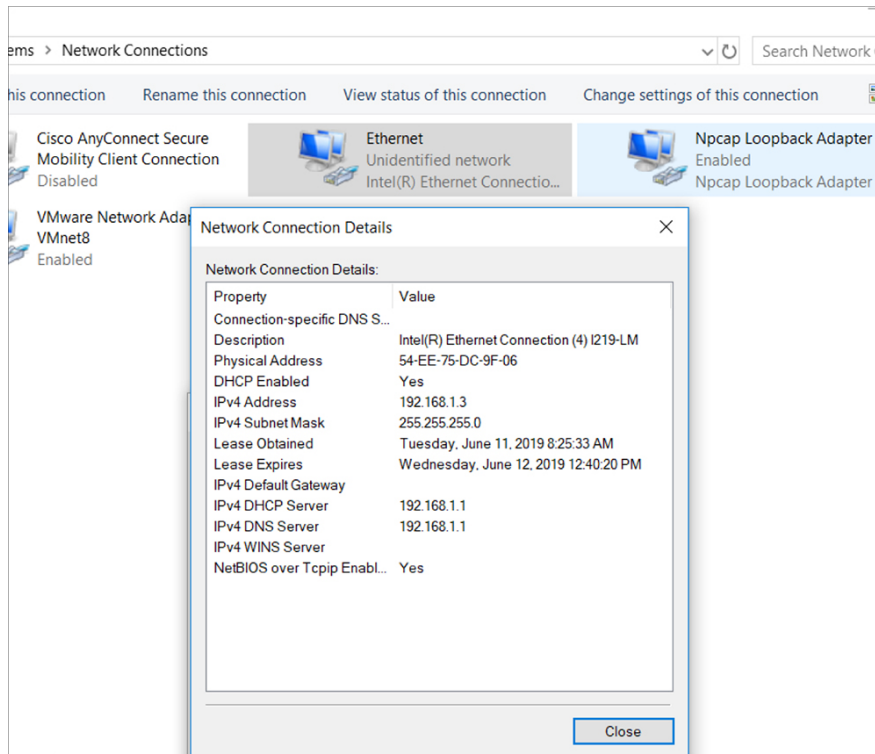 ems > Network Connections
Search Network
his connection Rename this connection View status of this connection Change settings of this connection
Cisco AnyConnect Secure
Mobility Client Connection
Disabled
Ethernet
Unidentified network
Intel(R) Ethernet Connectio...
Npcap Loopback Adapter
Enabled
Npcap Loopback Adapter
VMware Network Adap
VMnet8
Enabled
Network Connection Details
Network Connection Details:
Property Value
Connection-specific DNS S...
Description Intel(R) Ethernet Connection (4) I219-LM
Physical Address 54-EE-75-DC-9F-06
DHCP Enabled Yes
IPv4 Address 192.168.1.3
IPv4 Subnet Mask 255.255.255.0
Lease Obtained Tuesday, June 11, 2019 8:25:33 AM
Lease Expires Wednesday, June 12, 2019 12:40:20 PM
IPv4 Default Gateway
IPv4 DHCP Server 192.168.1.1
IPv4 DNS Server 192.168.1.1
IPv4 WINS Server
NetBIOS over Tcpip Enabl... Yes
Close